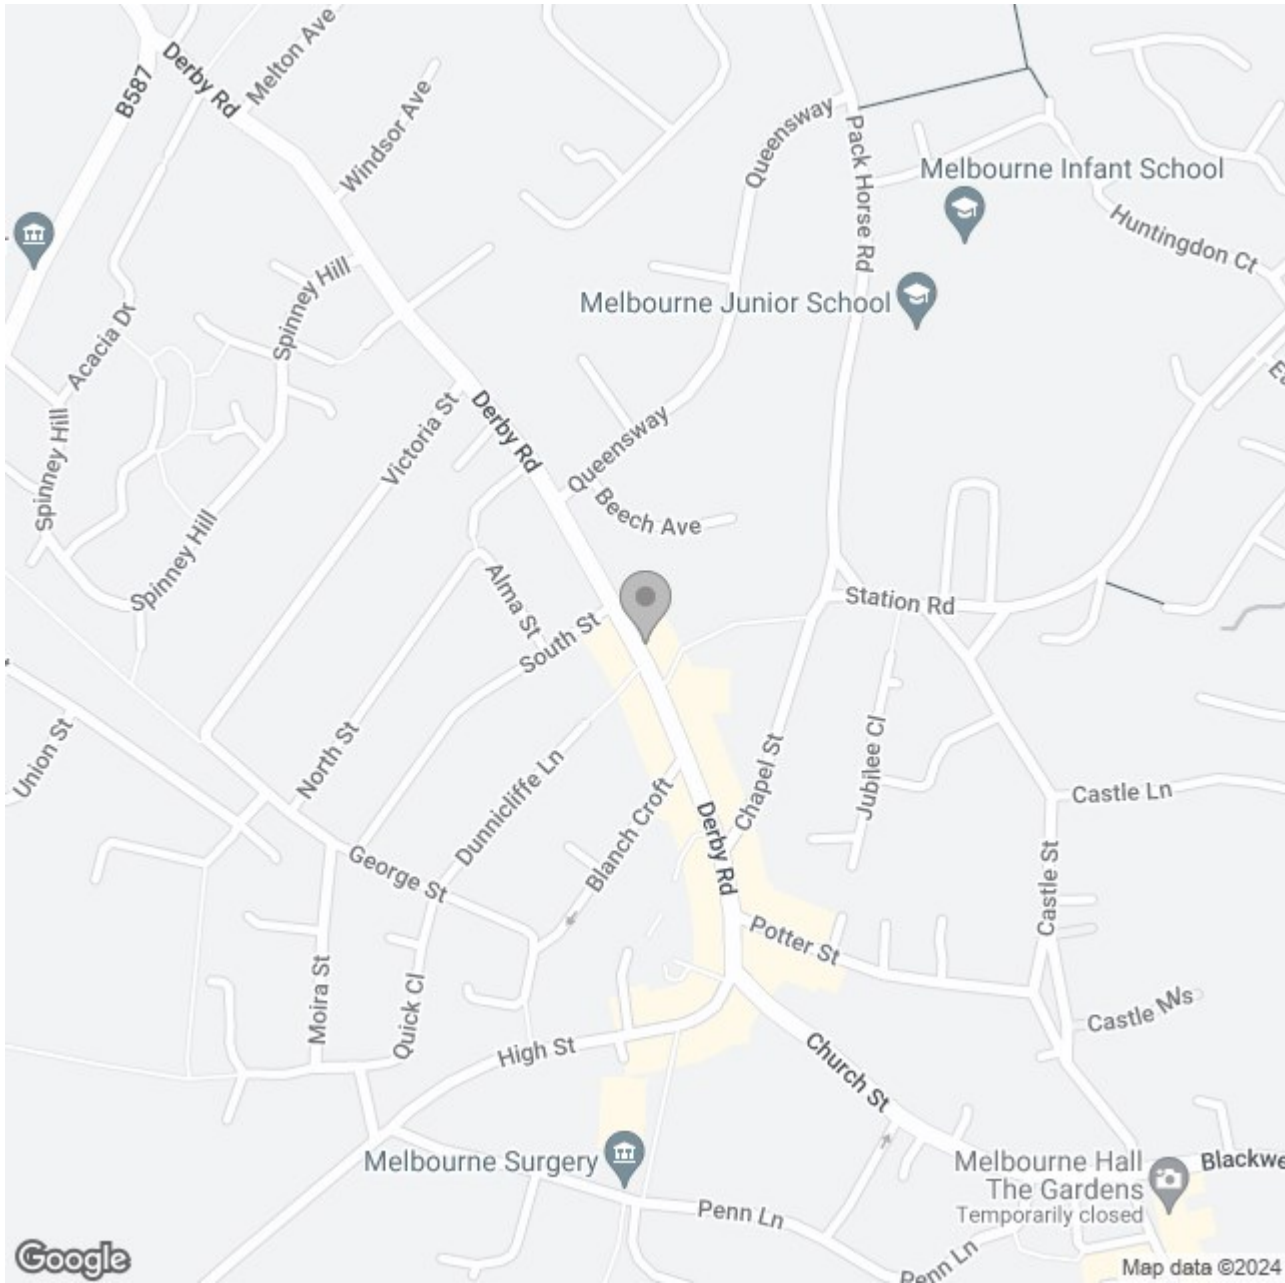 Derby Rd
Melton Ave
B587
Windsor Ave
Queensway
Pack Horse Rd
Melbourne Infant School
Huntingdon Ct
Spinney Hill
Melbourne Junior School
Acacia Dr
Victoria St
Derby Rd
Queensway
Spinney Hill
Beech Ave
Spinney Hill
Alma St
South St
Station Rd
Union St
North St
Dunnicliffe Ln
Blanch Croft
Chapel St
Jubilee Cl
Castle Ln
Derby Rd
George St
Castle St
Potter St
Moira St
Quick Cl
Castle Mws
High St
Church St
Melbourne Surgery
Melbourne Hall
The Gardens
Temporarily closed
Blackwe
Penn Ln
Penn Ln
Google
Map data ©2024